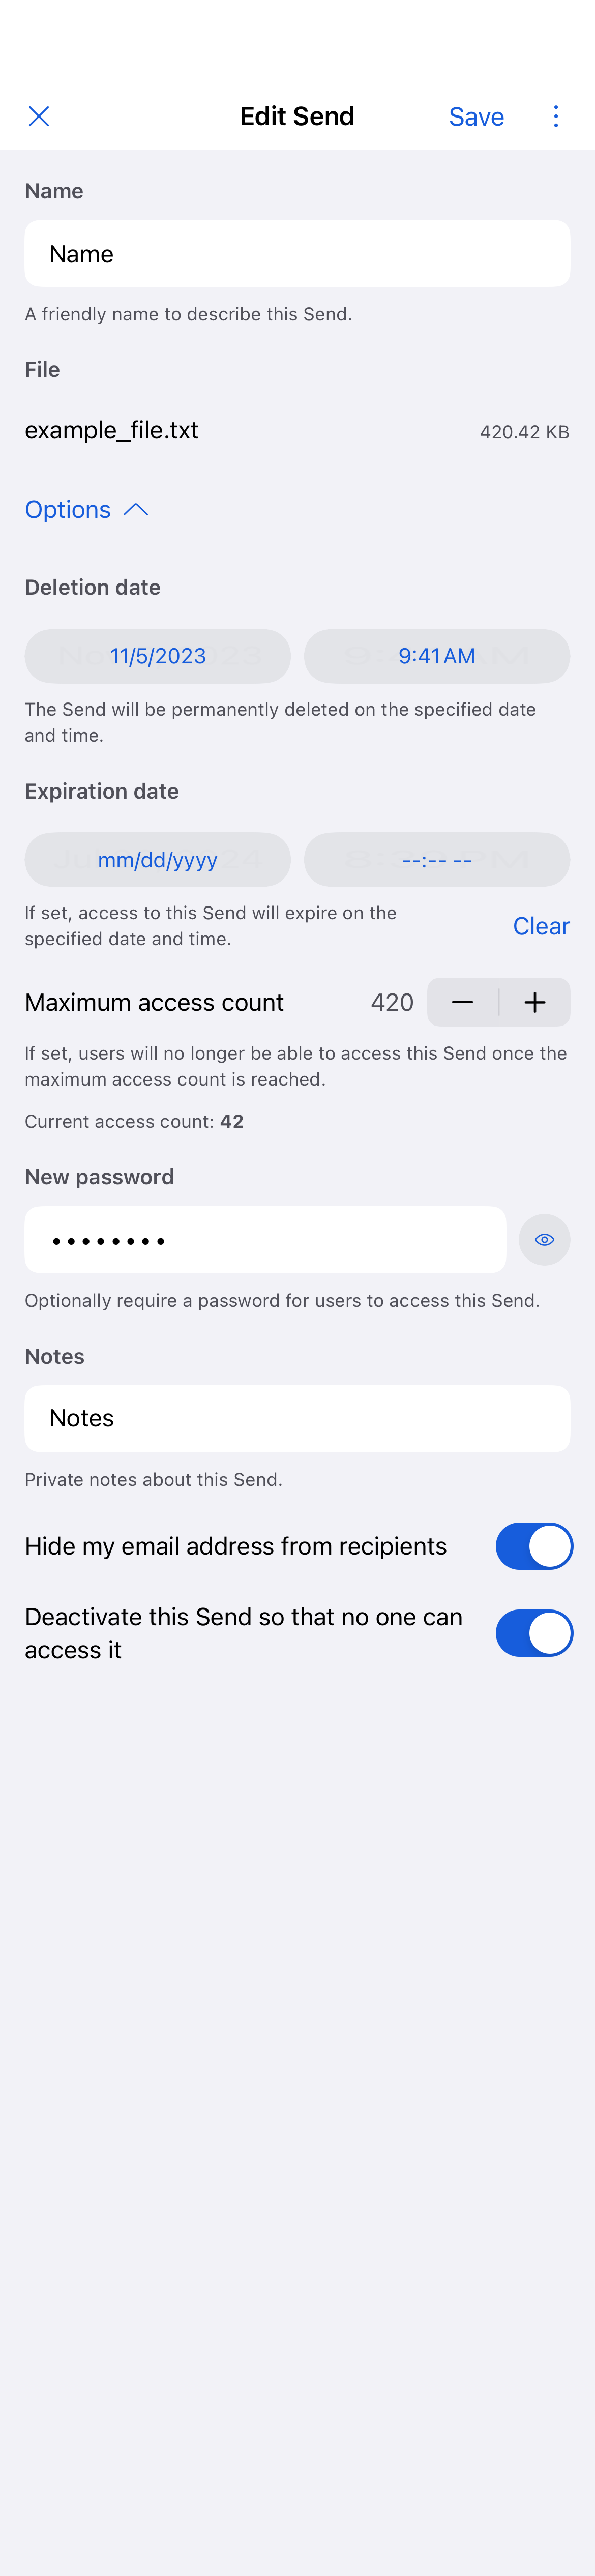 Edit Send
Save
Name
Name
A friendly name to describe this Send.
File
example_file.txt
420.42 KB
Options
Deletion date
11/5/2023
9:41 AM
The Send will be permanently deleted on the specified date
and time.
Expiration date
mm/dd/yyyy
--:-- --
If set, access to this Send will expire on the
specified date and time.
Clear
Maximum access count
420
If set, users will no longer be able to access this Send once the
maximum access count is reached.
Current access count: 42
New password
••••••••
Optionally require a password for users to access this Send.
Notes
Notes
Private notes about this Send.
Hide my email address from recipients
Deactivate this Send so that no one can
access it